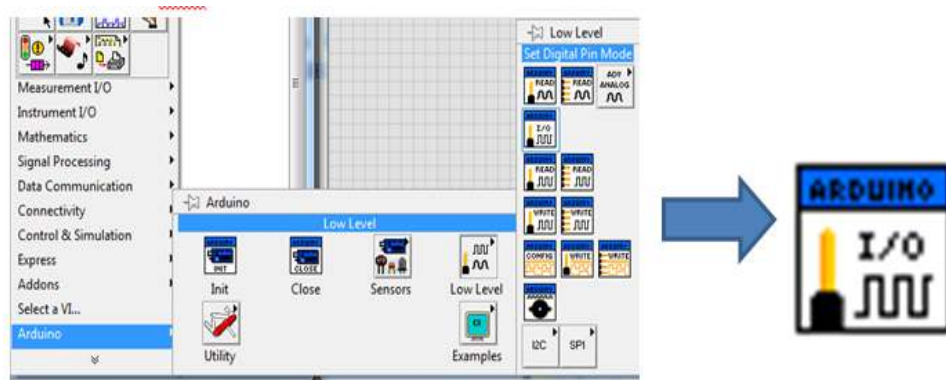 Measurement I/O
Instrument I/O
Mathematics
Signal Processing
Data Communication
Connectivity
Control & Simulation
Express
Addons
Select a VI...
Arduino
Arduino
Low Level
INIT
CLOSE
Init
Close
Sensors
Low Level
Utility
Examples
Low Level
Set Digital Pin Mode
READ
READ
ANALOG
I/O
READ
READ
WRITE
WRITE
CONFIG
WRITE
WRITE
I2C
SPI
ARDUINO
I/O